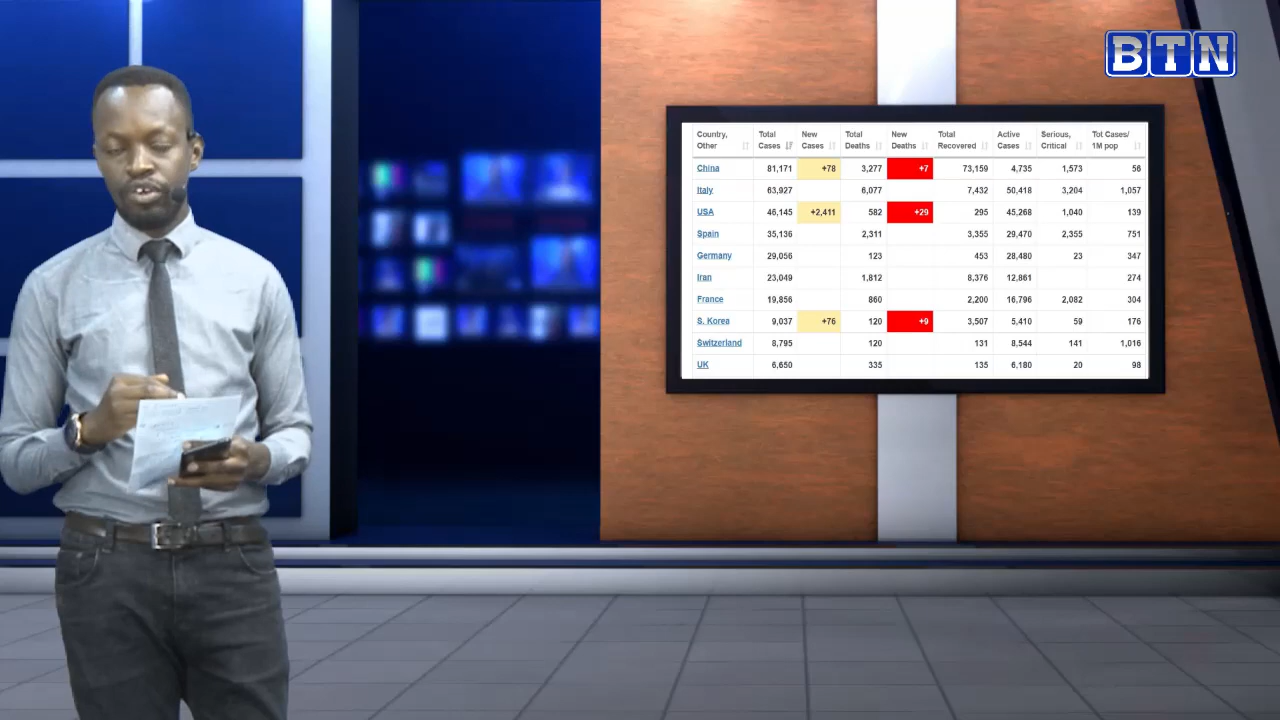 BTN
Country, Other Total Cases New Cases Total Deaths New Deaths Total Recovered Active Cases Serious, Critical Tot Cases/ 1M pop
China 81,171 +78 3,277 +7 73,159 4,735 1,573 56
Italy 63,927 6,077 7,432 50,418 3,204 1,057
USA 46,145 +2,411 582 +29 295 45,268 1,040 139
Spain 35,136 2,311 3,355 29,470 2,355 751
Germany 29,056 123 453 28,480 23 347
Iran 23,049 1,812 8,376 12,861 274
France 19,856 860 2,200 16,796 2,082 304
S. Korea 9,037 +76 120 +9 3,507 5,410 59 176
Switzerland 8,795 120 131 8,544 141 1,016
UK 6,650 335 135 6,180 20 98